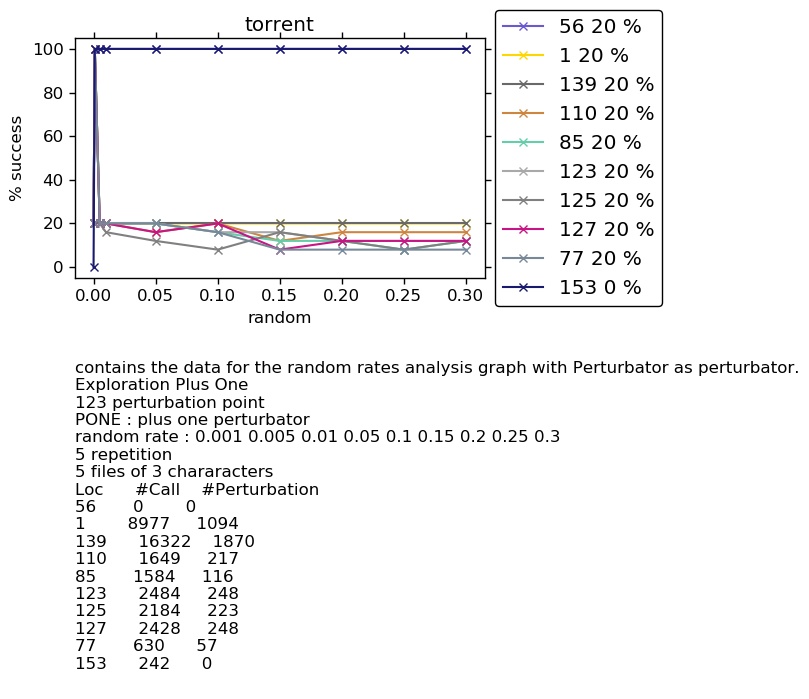 torrent
100
80
60
40
20
0
% success
0.00 0.05 0.10 0.15 0.20 0.25 0.30
random
56 20 %
1 20 %
139 20 %
110 20 %
85 20 %
123 20 %
125 20 %
127 20 %
77 20 %
153 0 %
contains the data for the random rates analysis graph with Perturbator as perturbator.
Exploration Plus One
123 perturbation point
PONE : plus one perturbator
random rate : 0.001 0.005 0.01 0.05 0.1 0.15 0.2 0.25 0.3
5 repetition
5 files of 3 chararacters
Loc #Call #Perturbation
56 0 0
1 8977 1094
139 16322 1870
110 1649 217
85 1584 116
123 2484 248
125 2184 223
127 2428 248
77 630 57
153 242 0